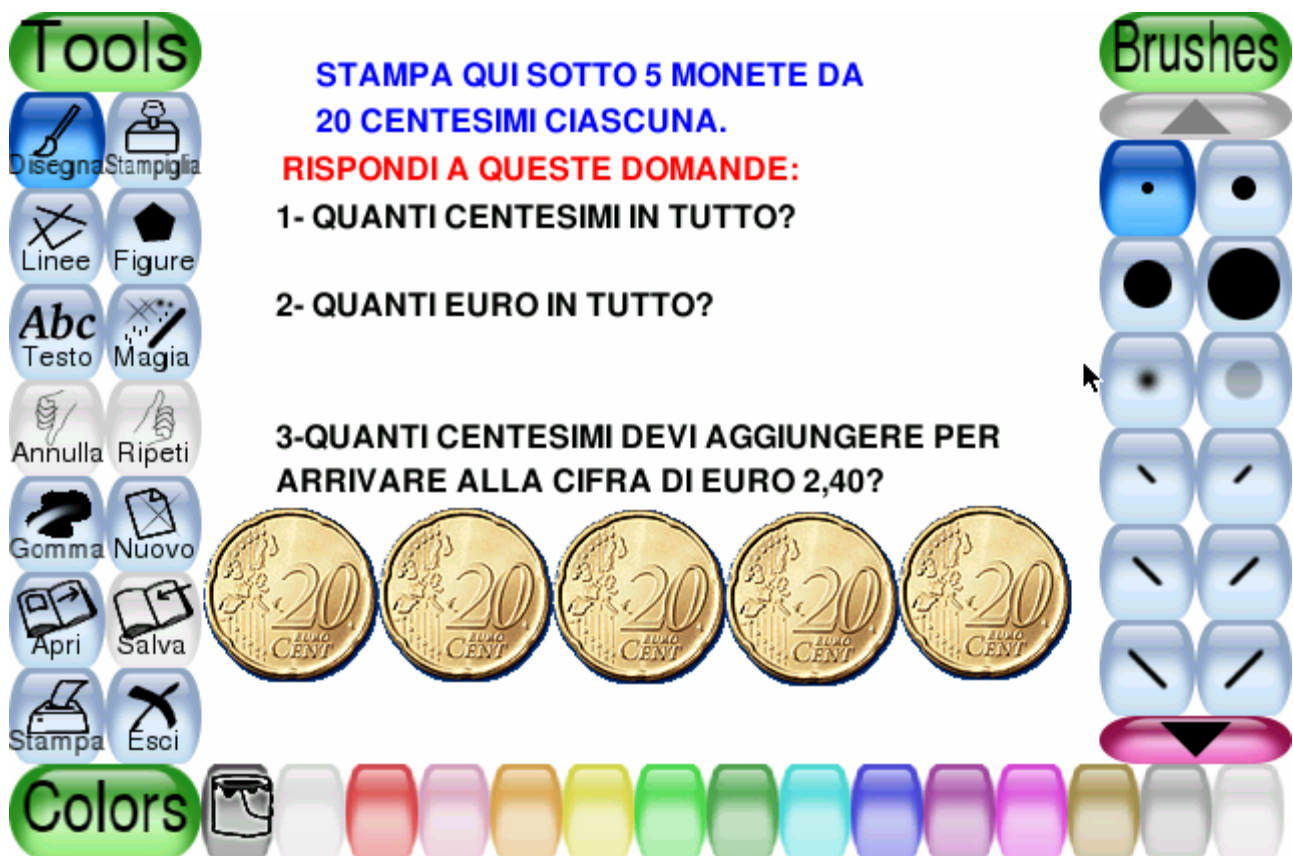 Tools
Brushes
STAMPA QUI SOTTO 5 MONETE DA
20 CENTESIMI CIASCUNA.
RISPONDI A QUESTE DOMANDE:
1- QUANTI CENTESIMI IN TUTTO?
2- QUANTI EURO IN TUTTO?
3-QUANTI CENTESIMI DEVI AGGIUNGERE PER
ARRIVARE ALLA CIFRA DI EURO 2,40?
Disegna Stampiglia
Linee Figure
Abc
Testo Magia
Annulla Ripeti
Gomma Nuovo
Apri Salva
Stampa Esci
20 20 20 20 20
EURO EURO EURO EURO EURO
CENT CENT CENT CENT CENT
Colors